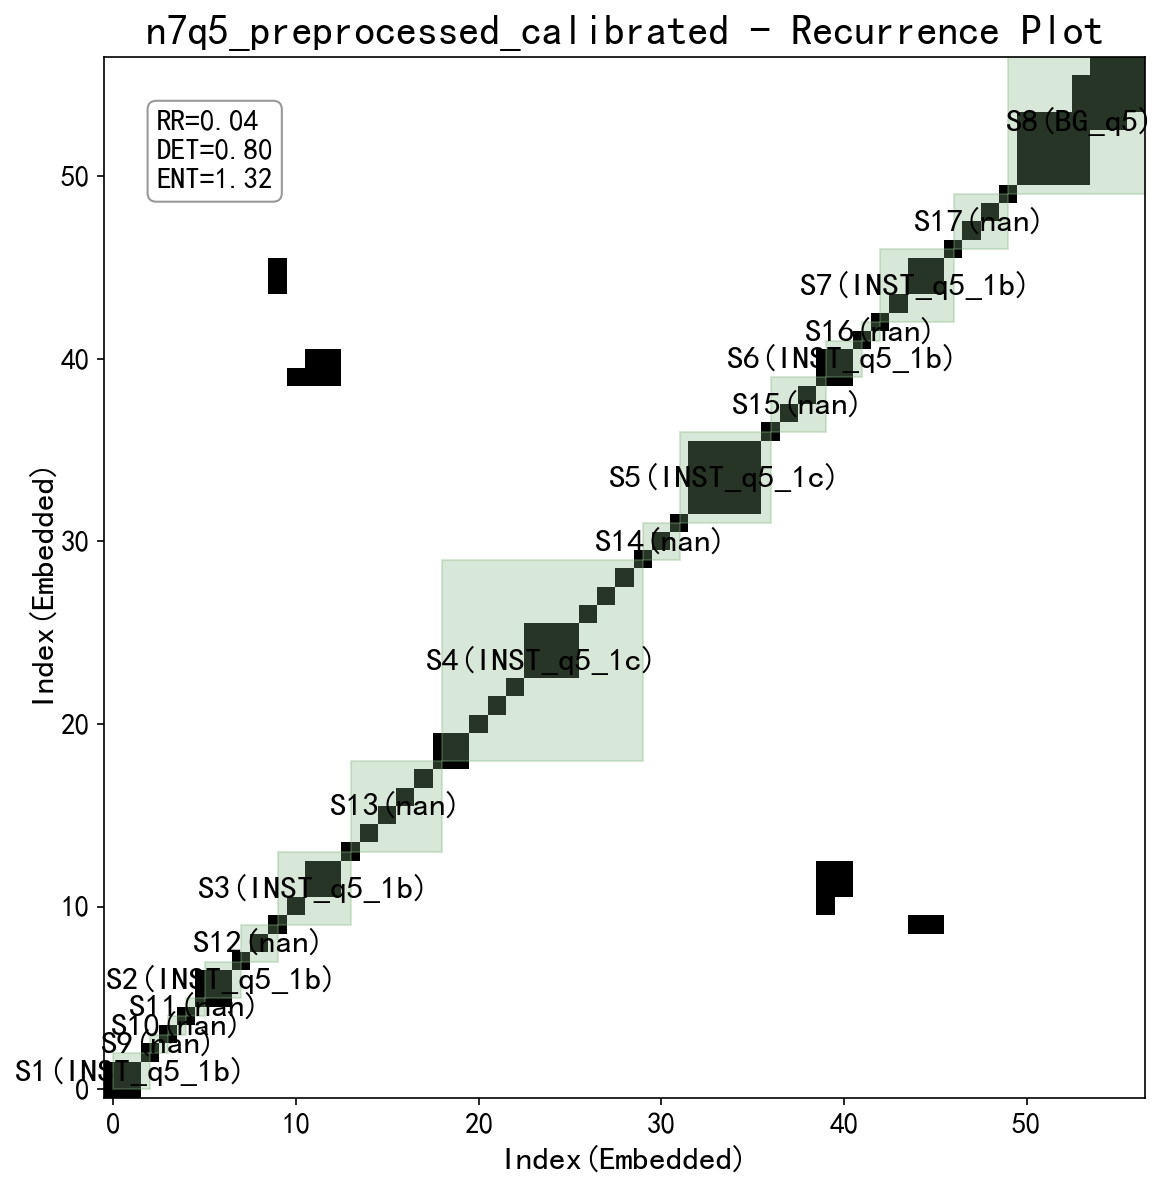 n7q5_preprocessed_calibrated - Recurrence Plot
RR=0.04
DET=0.80
ENT=1.32
S8(BG_q5)
S17(nan)
S7(INST_q5_1b)
S16(nan)
S6(INST_q5_1b)
S15(nan)
S5(INST_q5_1c)
S14(nan)
S4(INST_q5_1c)
S13(nan)
S3(INST_q5_1b)
S12(nan)
S2(INST_q5_1b)
S11(nan)
S10(nan)
S9(nan)
S1(INST_q5_1b)
50
40
30
20
10
0
Index(Embedded)
0 10 20 30 40 50
Index(Embedded)